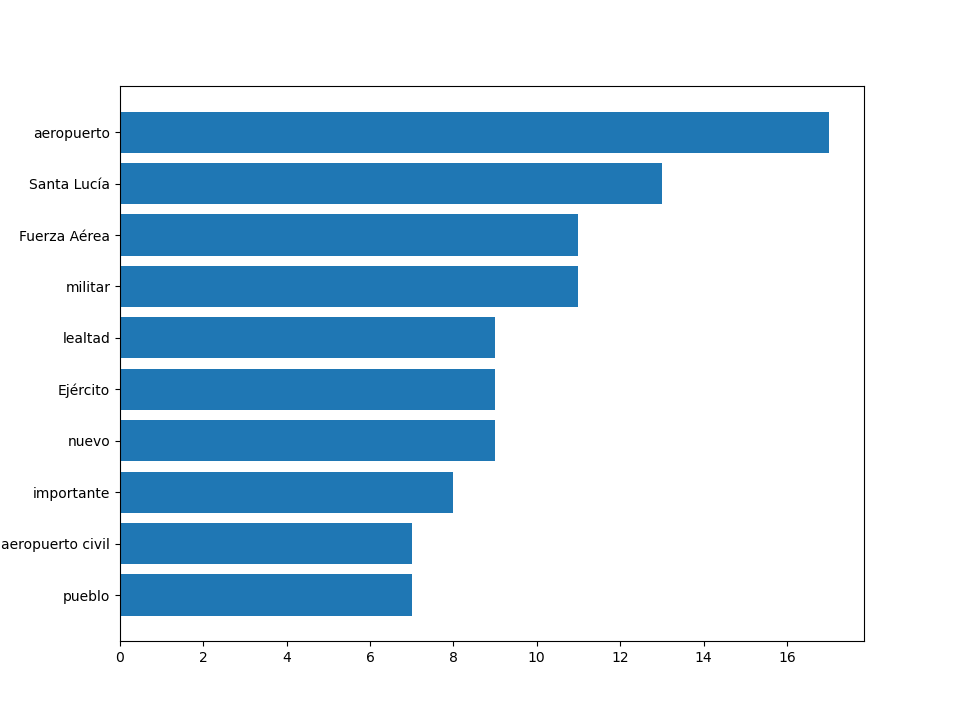 aeropuerto
Santa Lucía
Fuerza Aérea
militar
lealtad
Ejército
nuevo
importante
aeropuerto civil
pueblo
0 2 4 6 8 10 12 14 16